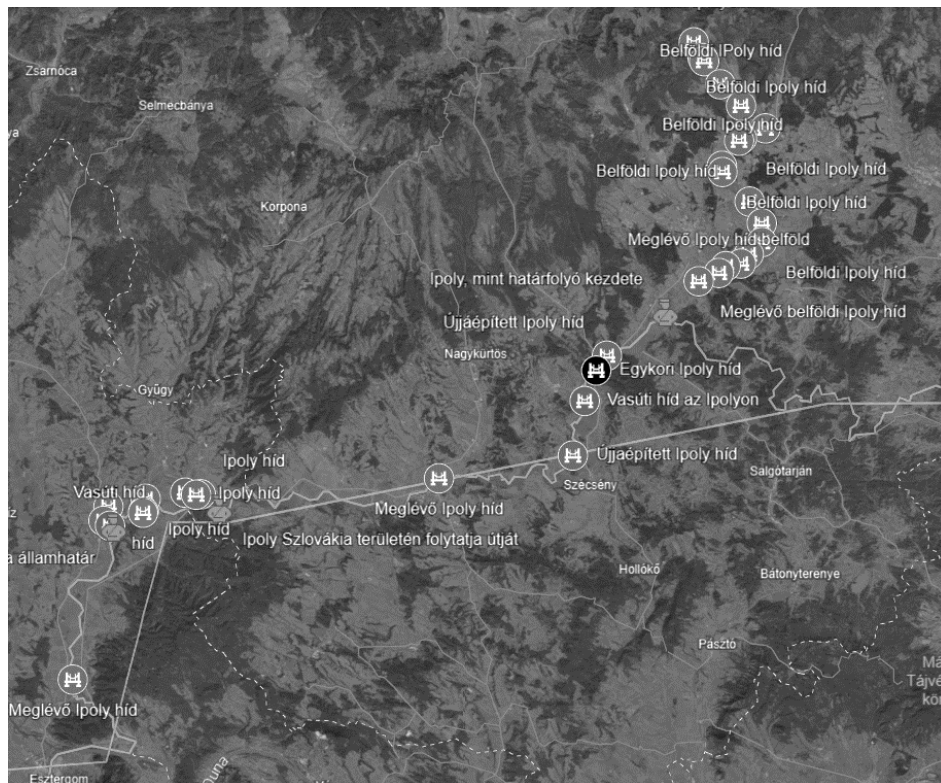 Belföldi IPoly híd
Zsarnóca
Belföldi Ipoly híd
Selmecbánya
Belföldi Ipoly híd
Belföldi Ipoly híd
Belföldi Ipoly híd
Korpona
Belföldi Ipoly híd
Meglévő Ipoly híd belföld
Ipoly, mint határfolyó kezdete
Belföldi Ipoly híd
Meglévő belföldi Ipoly híd
Újjáépített Ipoly híd
Nagykürtös
Egykori Ipoly híd
Gyügy
Vasúti híd az Ipolyon
Ipoly híd
Újjáépített Ipoly híd
Salgótarján
Szécsény
Vasúti híd
Ipoly híd
Meglévő Ipoly híd
Ipoly híd
híd
Ipoly Szlovákia területén folytatja útját
a államhatár
Hollókő
Bátonyterenye
Pásztó
Meglévő Ipoly híd
Esztergom